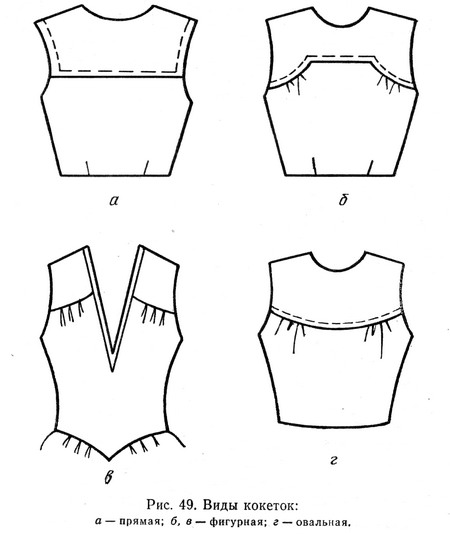 а
б
в
г
Рис. 49. Виды кокеток:
а — прямая; б, в — фигурная; г — овальная.